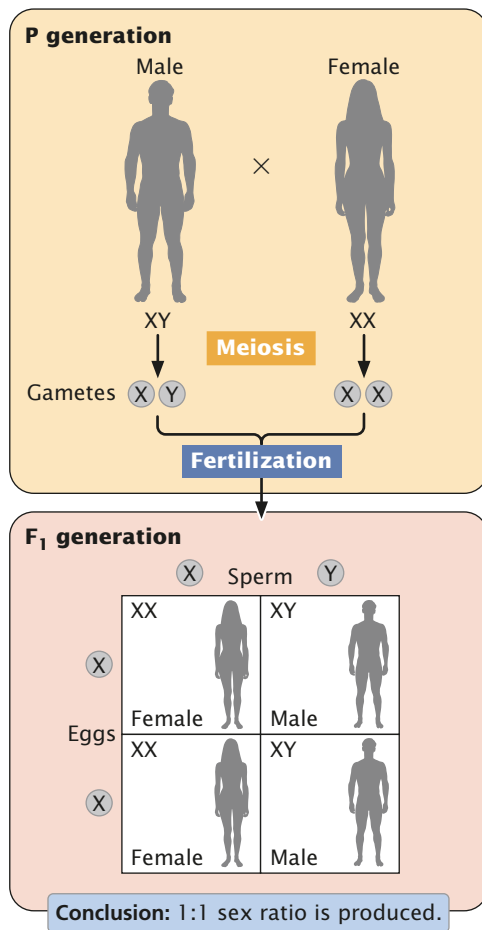 P generation
Male Female
×
XY XX
Meiosis
Gametes X Y X X
Fertilization
F₁ generation
X Sperm Y
XX XY
X
Female Male
Eggs
XX XY
X
Female Male
Conclusion: 1:1 sex ratio is produced.